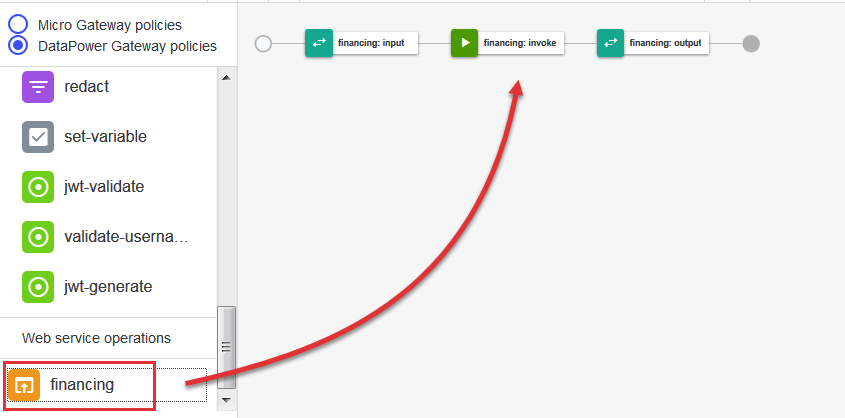 Micro Gateway policies
DataPower Gateway policies
redact
set-variable
jwt-validate
validate-userna...
jwt-generate
Web service operations
financing
financing: input
financing: invoke
financing: output